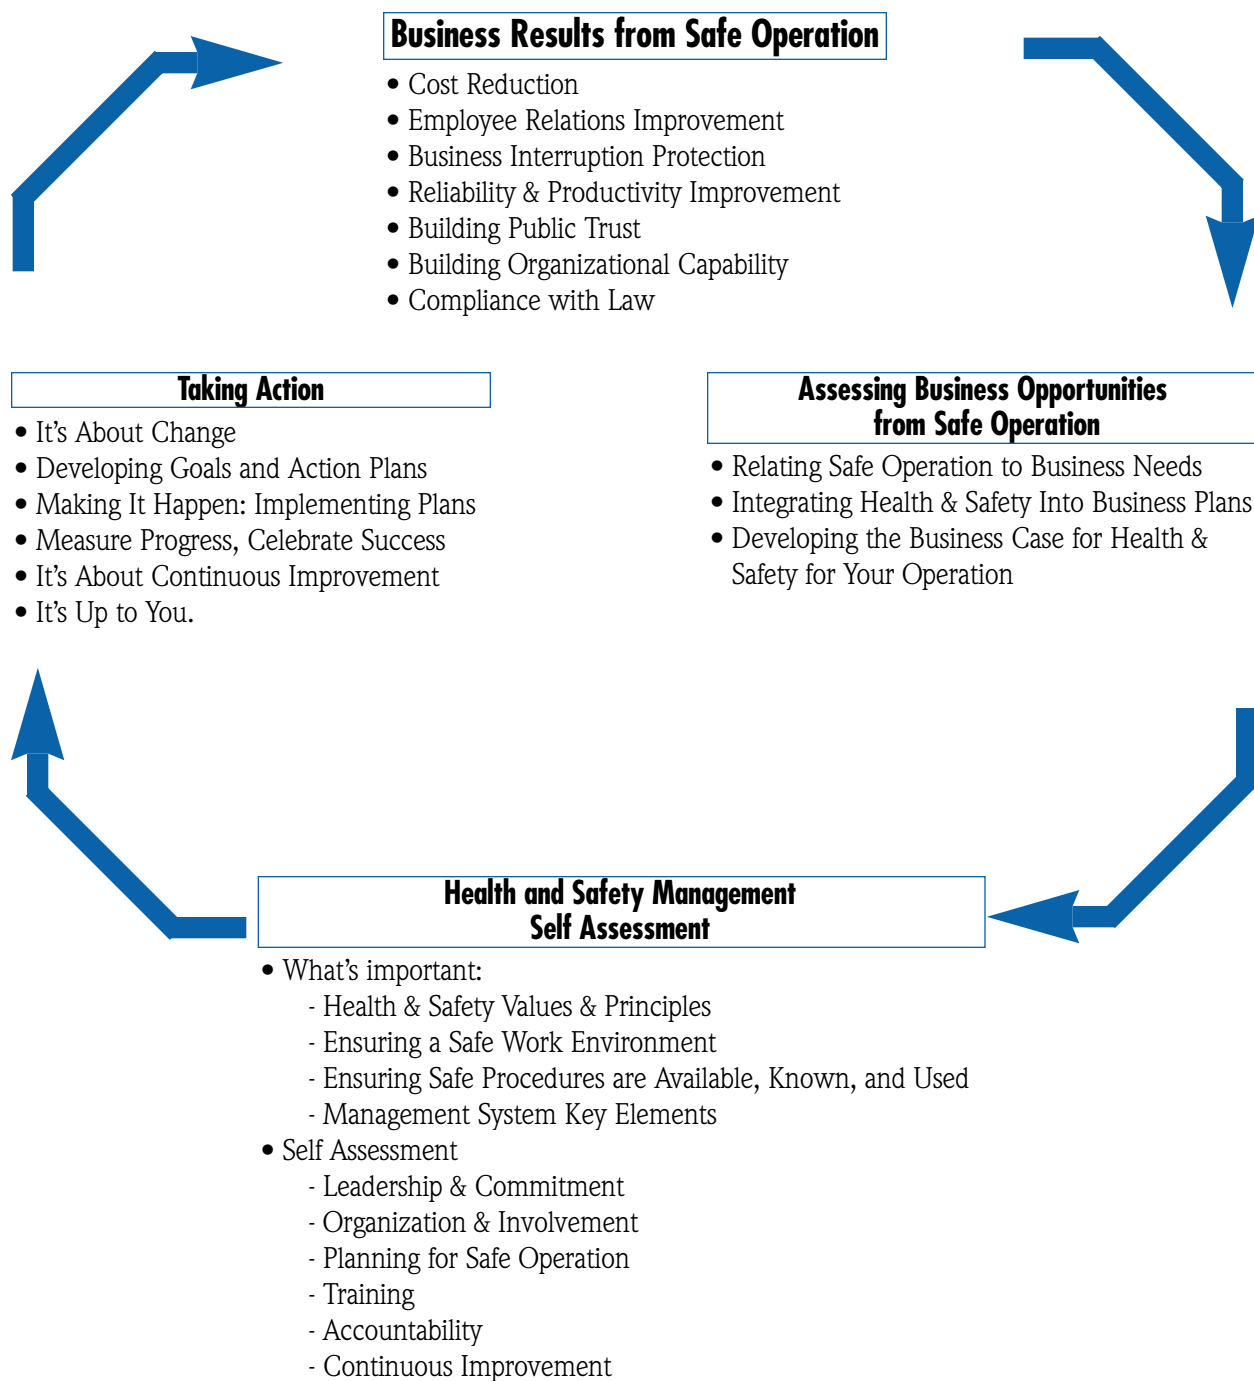 Business Results from Safe Operation
• Cost Reduction
• Employee Relations Improvement
• Business Interruption Protection
• Reliability & Productivity Improvement
• Building Public Trust
• Building Organizational Capability
• Compliance with Law
Taking Action
• It’s About Change
• Developing Goals and Action Plans
• Making It Happen: Implementing Plans
• Measure Progress, Celebrate Success
• It’s About Continuous Improvement
• It’s Up to You.
Assessing Business Opportunities
from Safe Operation
• Relating Safe Operation to Business Needs
• Integrating Health & Safety Into Business Plans
• Developing the Business Case for Health &
Safety for Your Operation
Health and Safety Management
Self Assessment
• What’s important:
- Health & Safety Values & Principles
- Ensuring a Safe Work Environment
- Ensuring Safe Procedures are Available, Known, and Used
- Management System Key Elements
• Self Assessment
- Leadership & Commitment
- Organization & Involvement
- Planning for Safe Operation
- Training
- Accountability
- Continuous Improvement